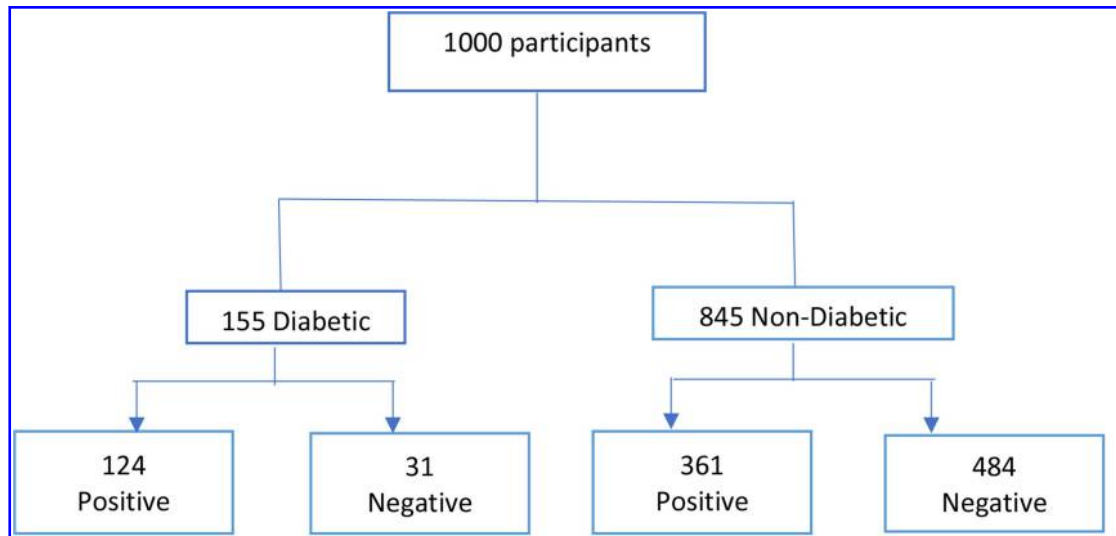 1000 participants
155 Diabetic
845 Non-Diabetic
124
Positive
31
Negative
361
Positive
484
Negative